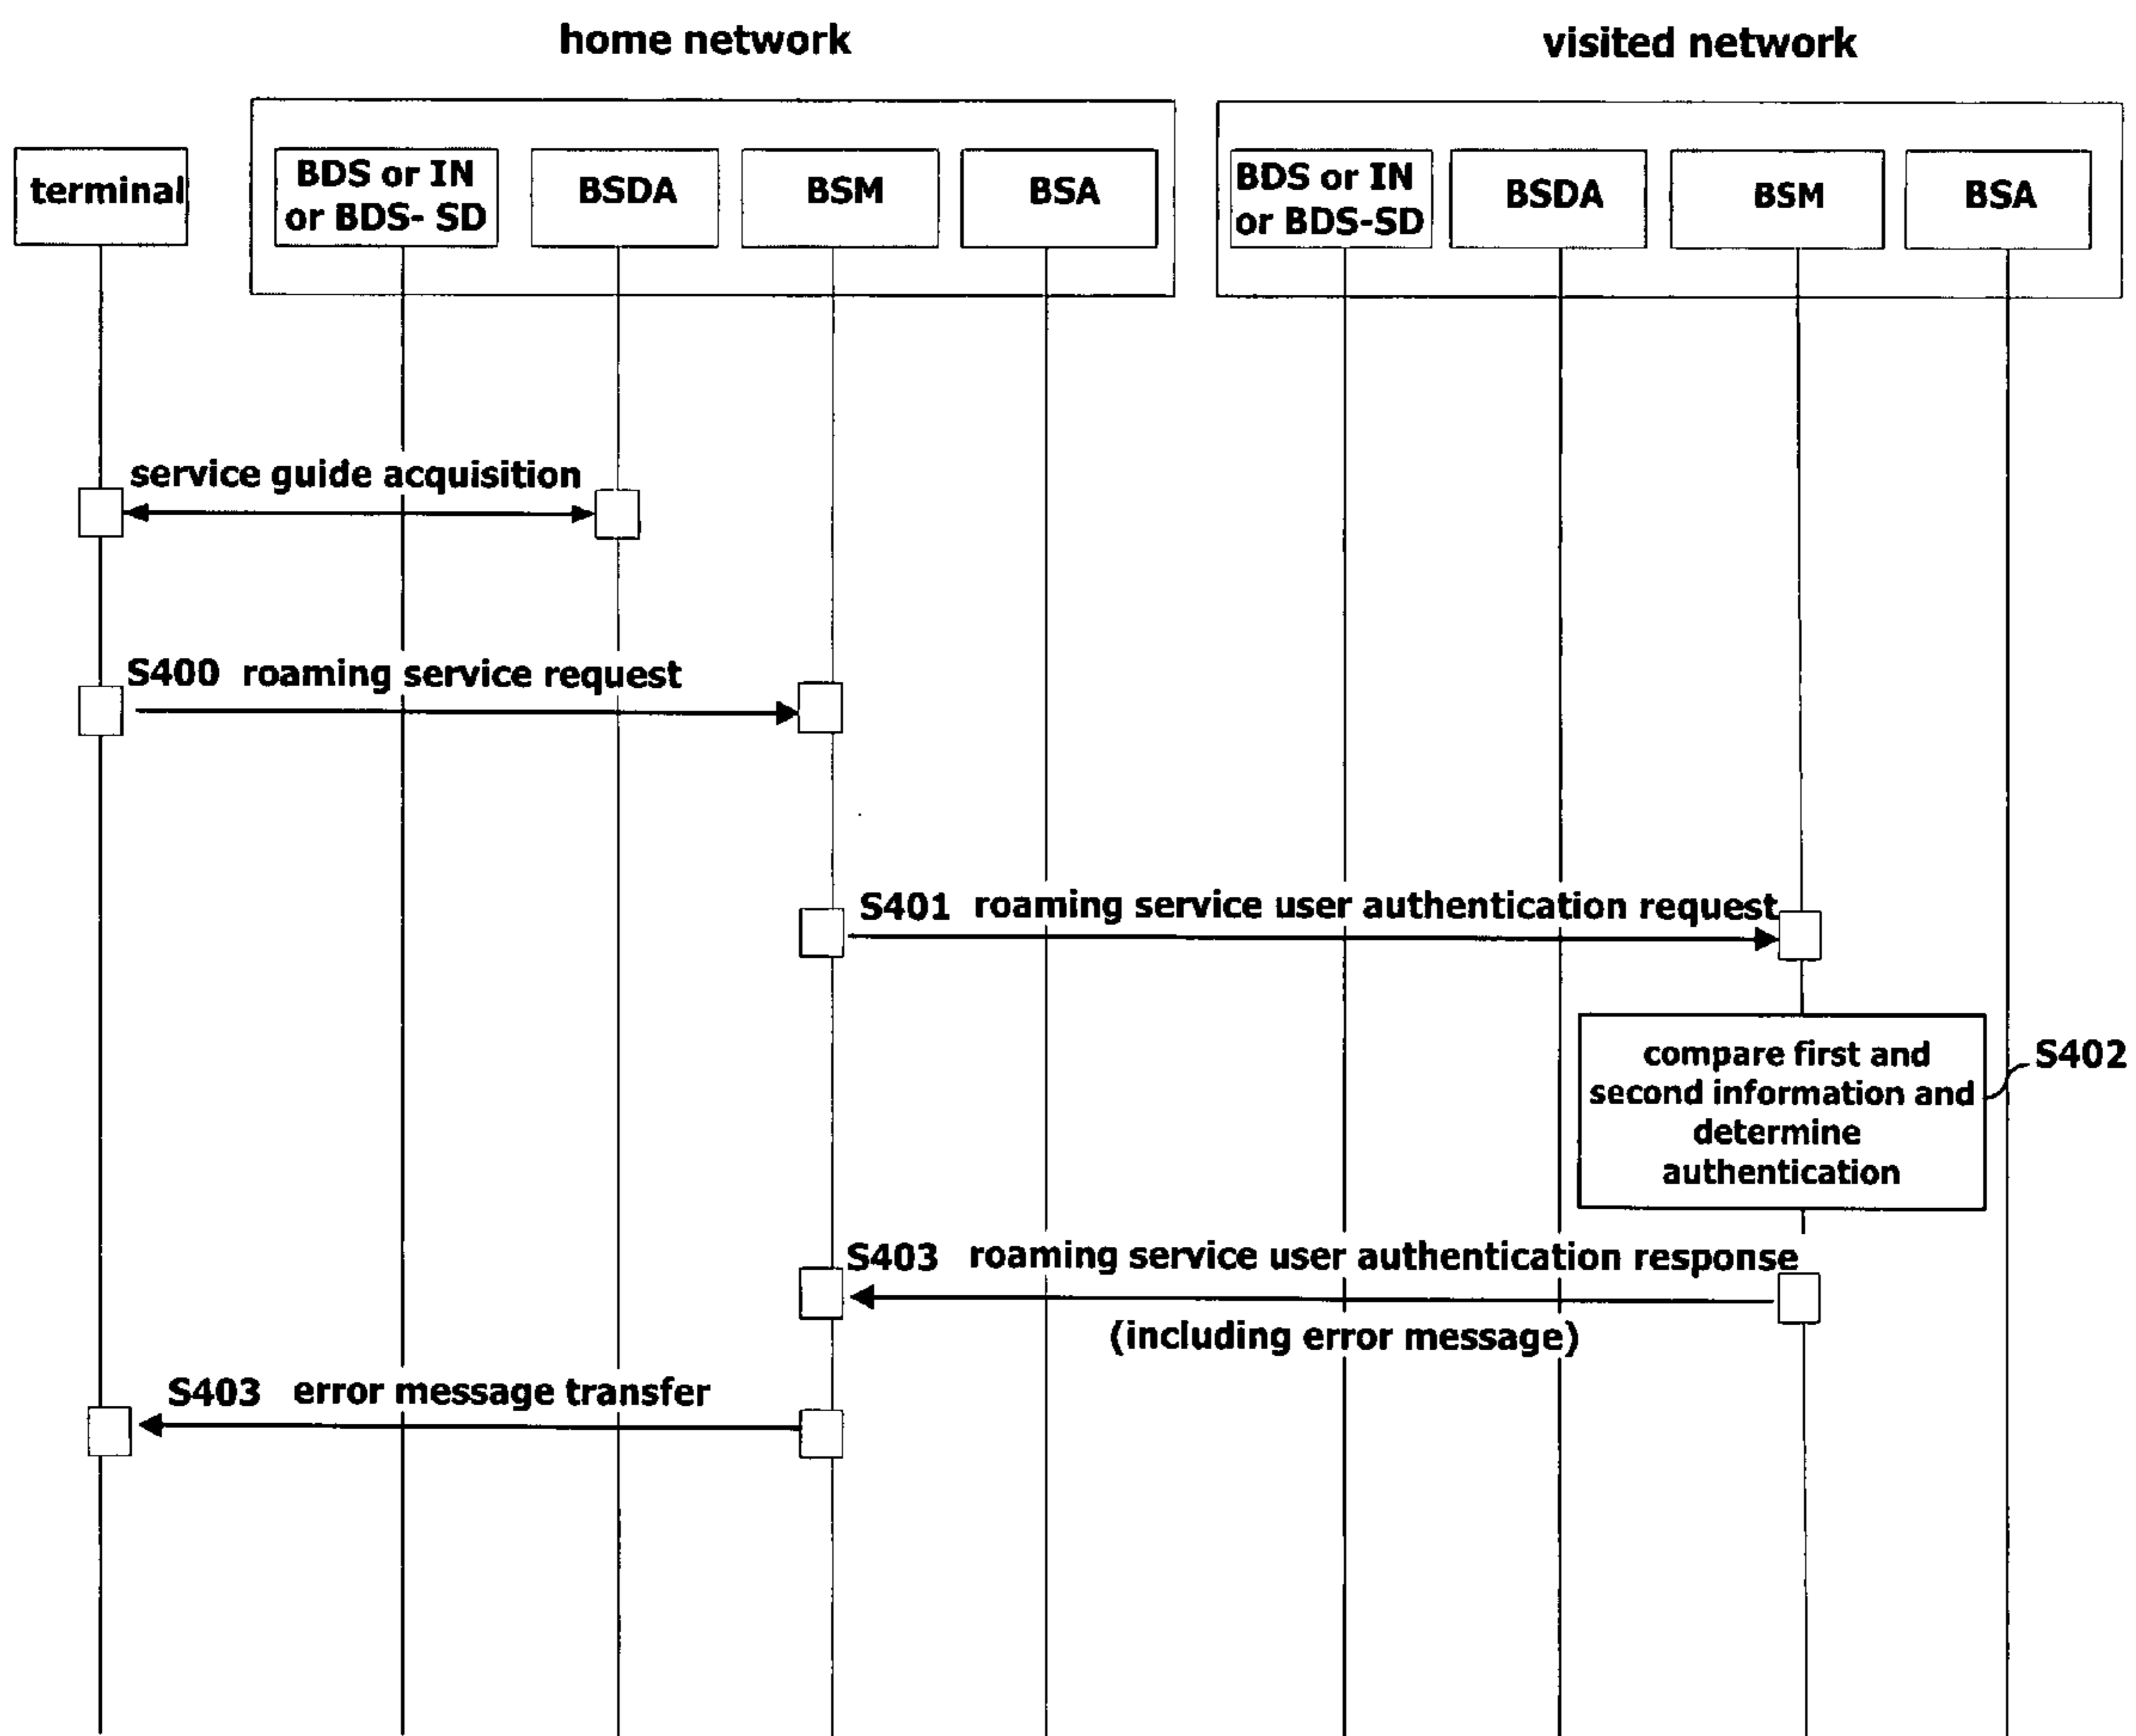 home network
visited network
terminal
BDS or IN
or BDS- SD
BSDA
BSM
BSA
BDS or IN
or BDS-SD
BSDA
BSM
BSA
service guide acquisition
S400 roaming service request
S401 roaming service user authentication request
compare first and
second information and
determine
authentication
S402
S403 roaming service user authentication response
(including error message)
S403 error message transfer